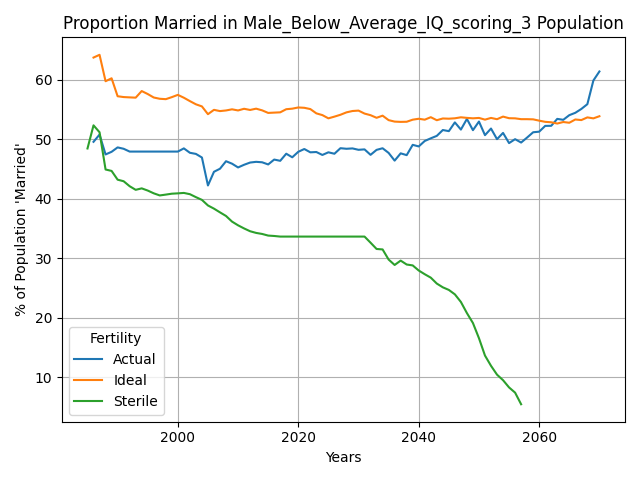 Proportion Married in Male_Below_Average_IQ_scoring_3 Population
% of Population 'Married'
60
50
40
30
20
10
Fertility
Actual
Ideal
Sterile
2000
2020
2040
2060
Years